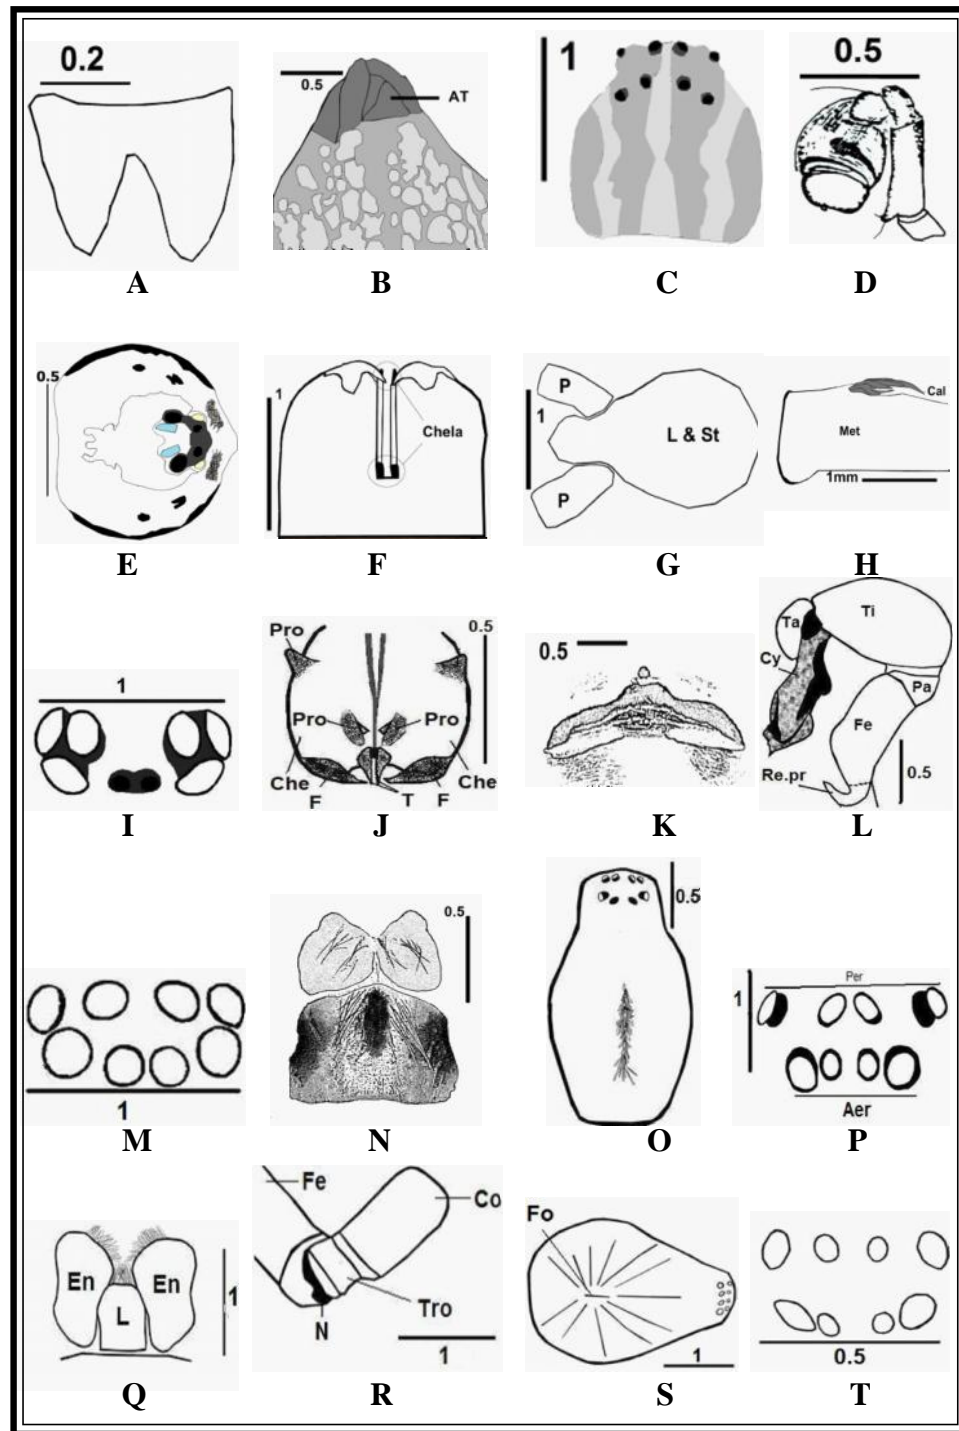 0.2
0.5
AT
1
0.5
A
B
C
D
0.5
1
Chela
P
1
L & St
P
Cal
Met
1mm
E
F
G
H
1
Pro
0.5
Pro
Pro
Che
Che
F
T
F
0.5
Ti
Ta
Cy
Pa
Fe
Re.pr
0.5
I
J
K
L
1
0.5
0.5
Per
1
Aer
M
N
O
P
En
En
L
1
Fe
Co
Tro
N
1
Fo
1
0.5
Q
R
S
T